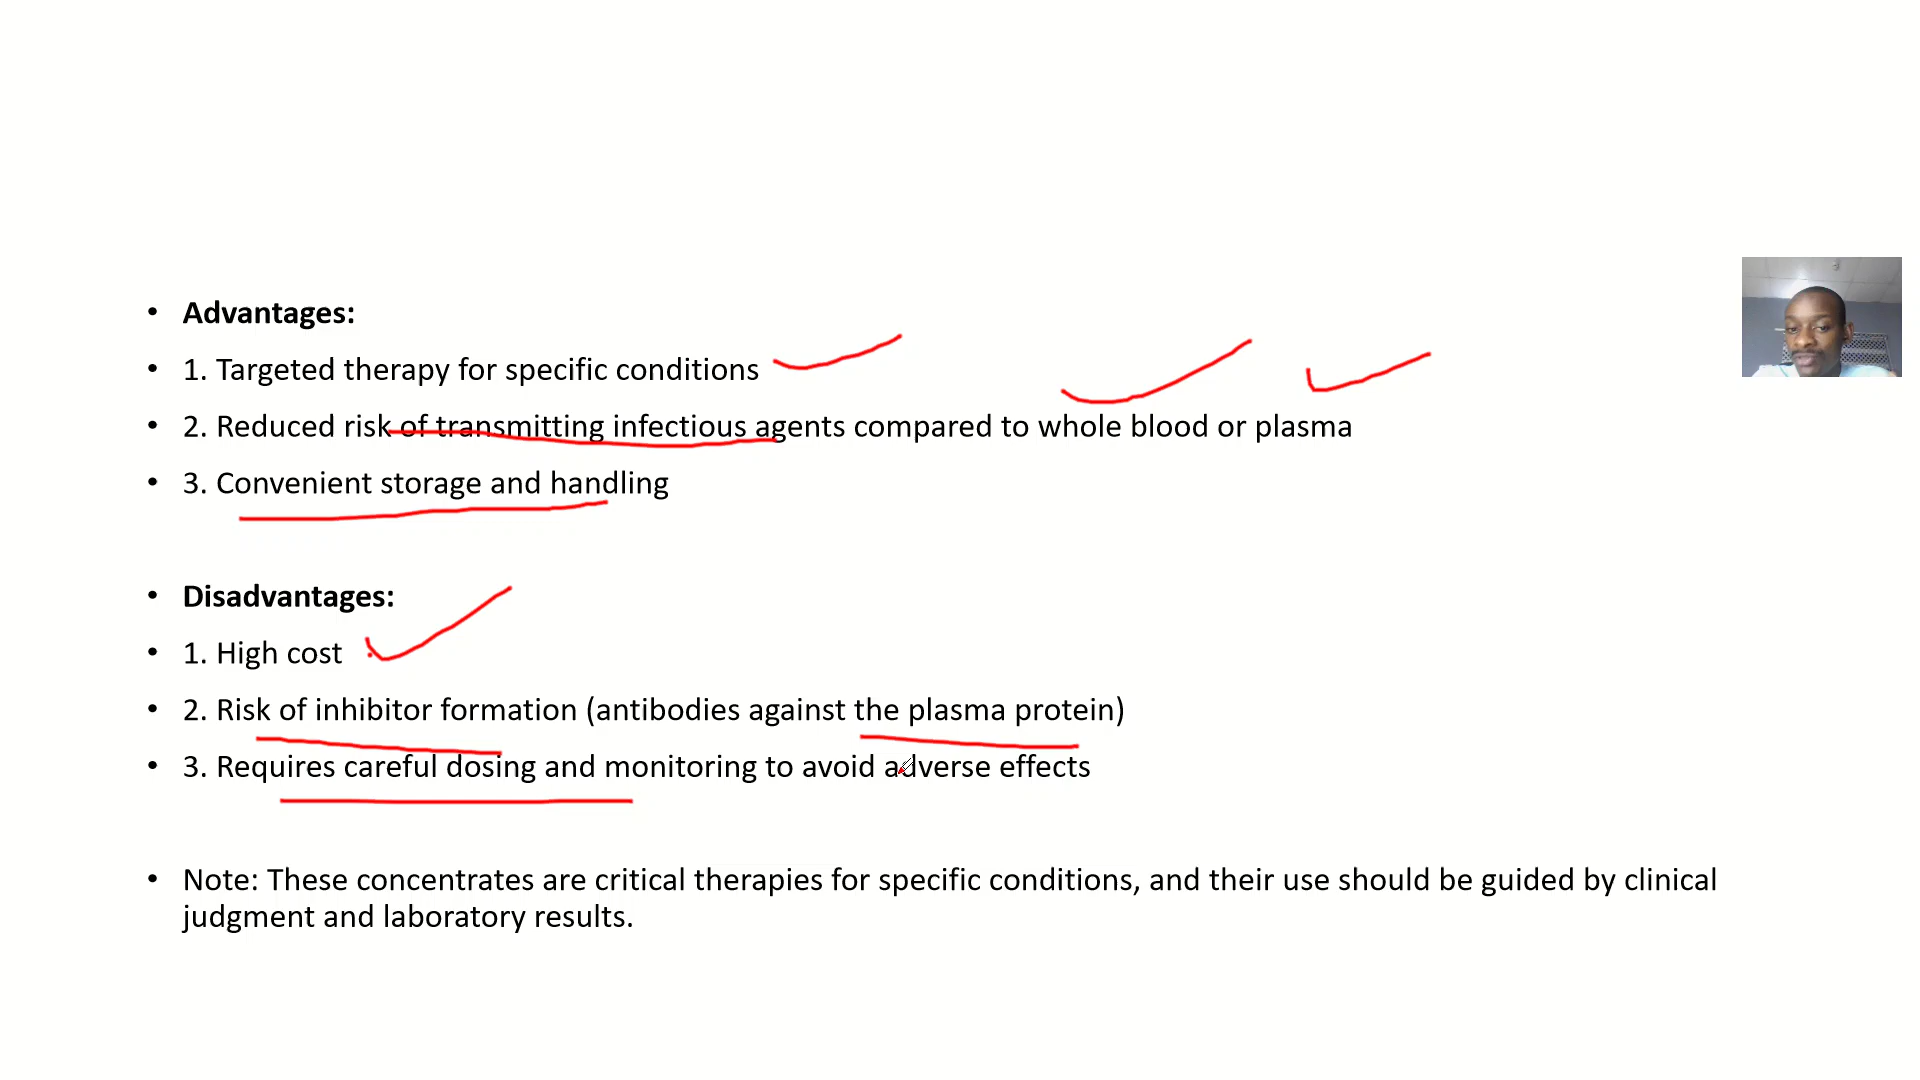 • Advantages:
• 1. Targeted therapy for specific conditions
• 2. Reduced risk of transmitting infectious agents compared to whole blood or plasma
• 3. Convenient storage and handling
• Disadvantages:
• 1. High cost
• 2. Risk of inhibitor formation (antibodies against the plasma protein)
• 3. Requires careful dosing and monitoring to avoid adverse effects
• Note: These concentrates are critical therapies for specific conditions, and their use should be guided by clinical
judgment and laboratory results.